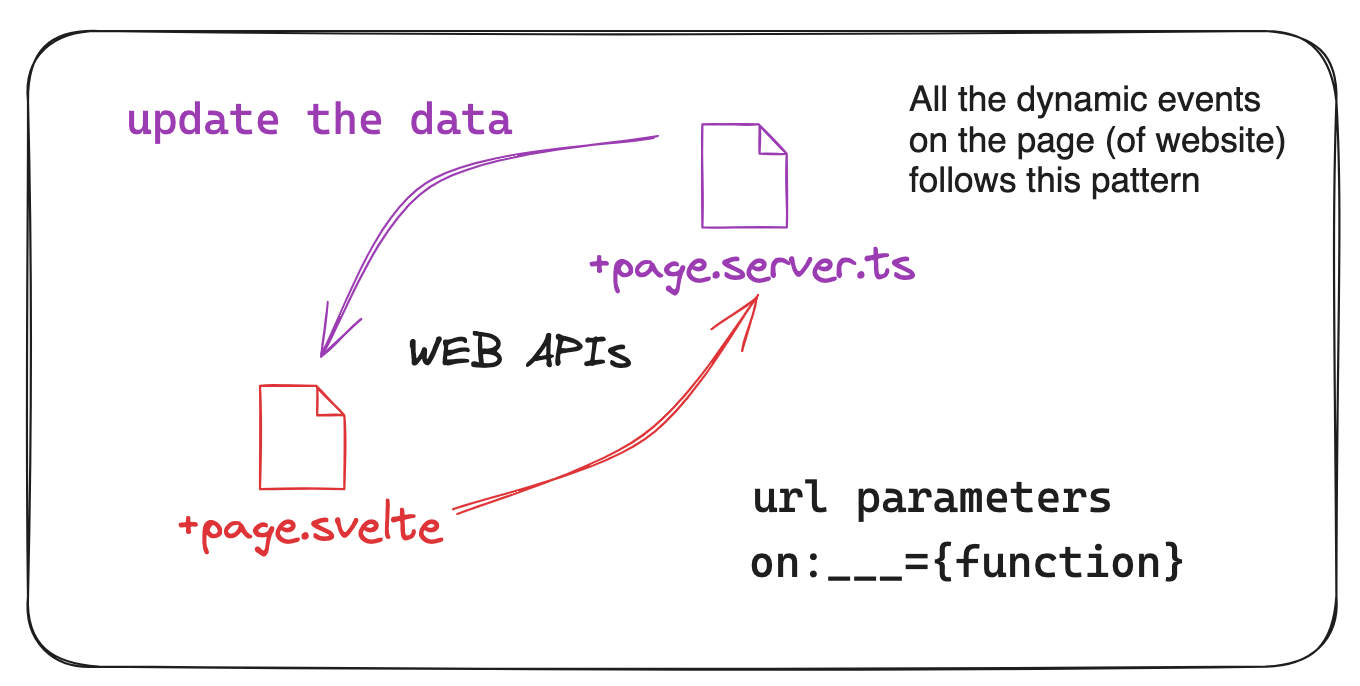 update the data
All the dynamic events
on the page (of website)
follows this pattern
+page.server.ts
WEB APIs
+page.svelte
url parameters
on:___={function}